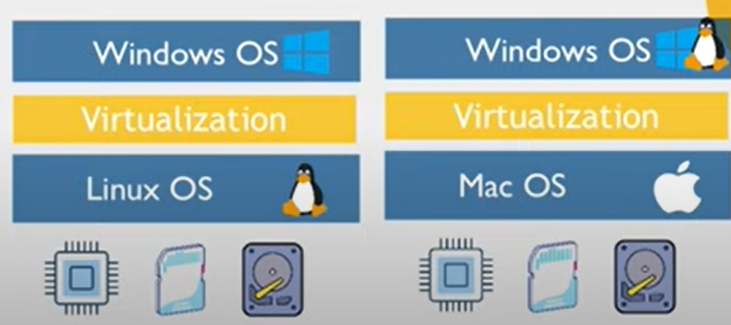 Windows OS
Virtualization
Linux OS
Windows OS
Virtualization
Mac OS